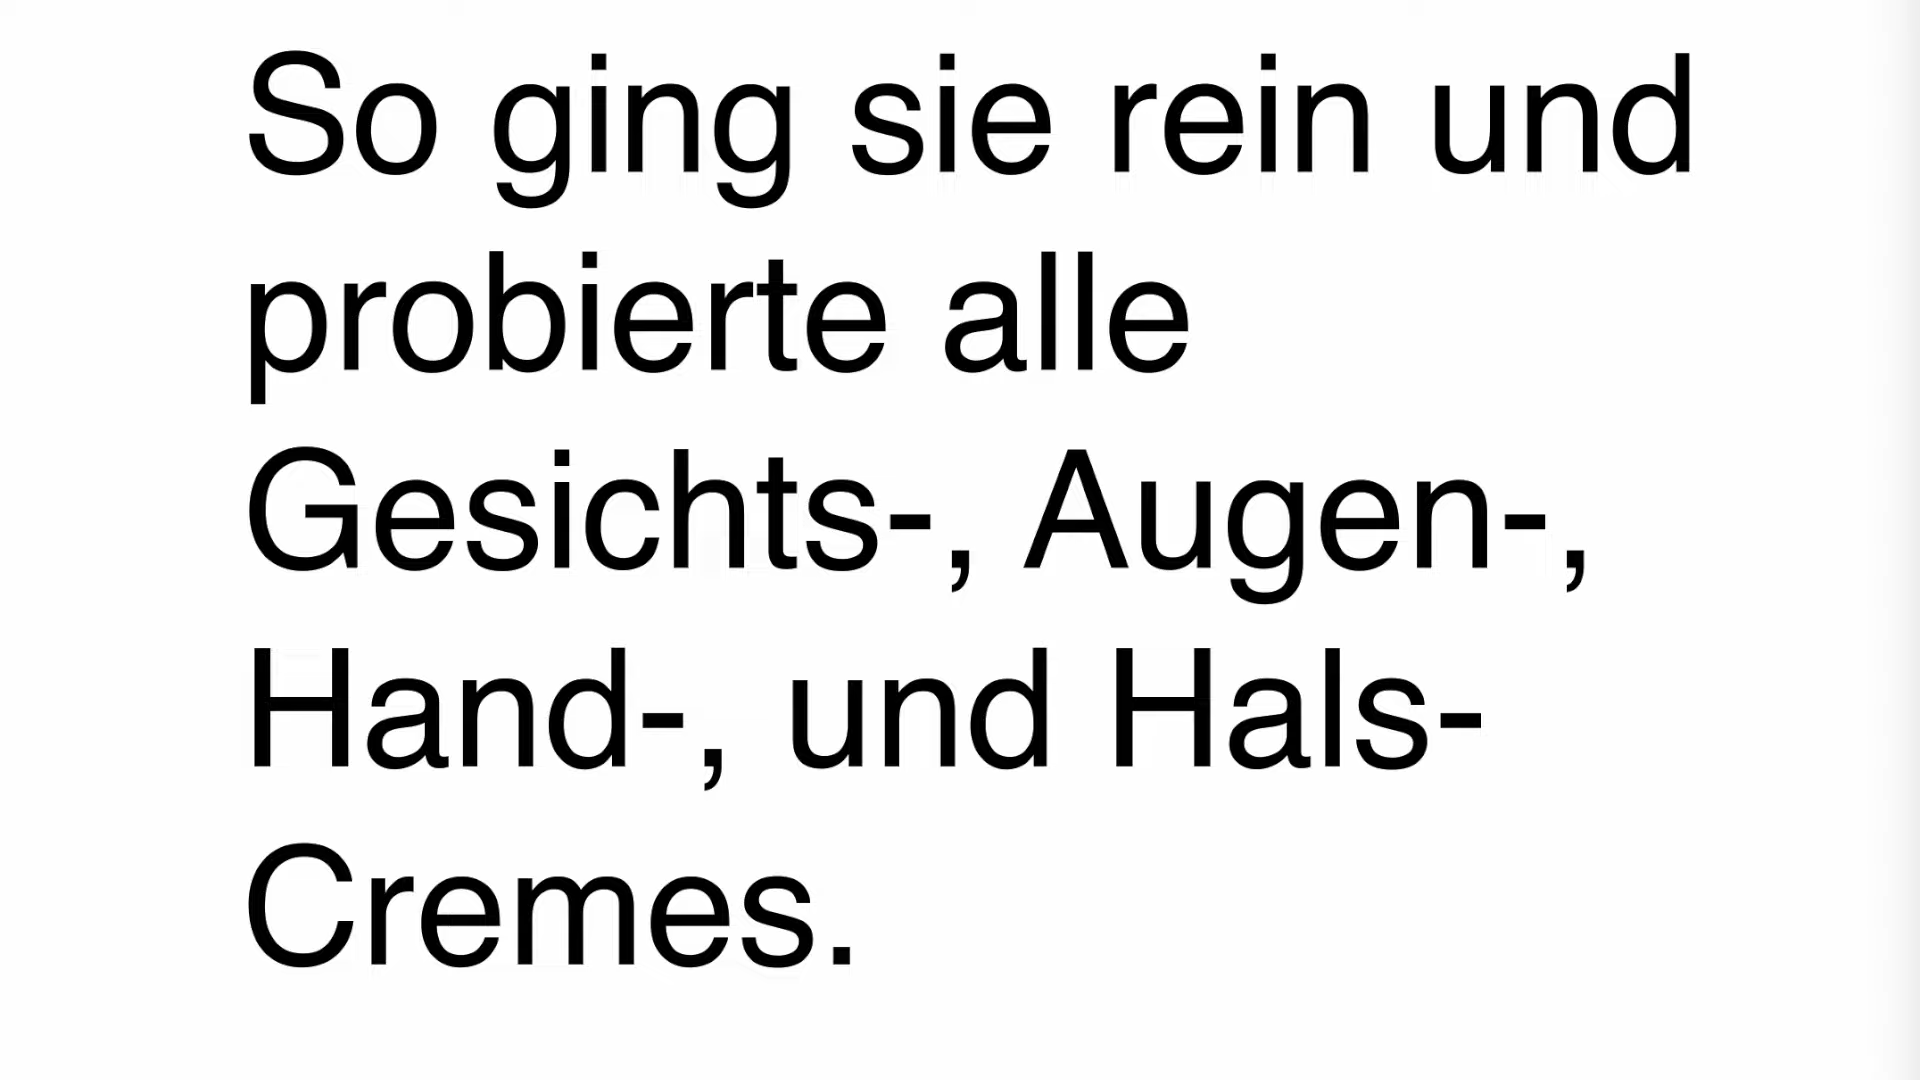 So ging sie rein und
probierte alle
Gesichts-, Augen-,
Hand-, und Hals-
Cremes.